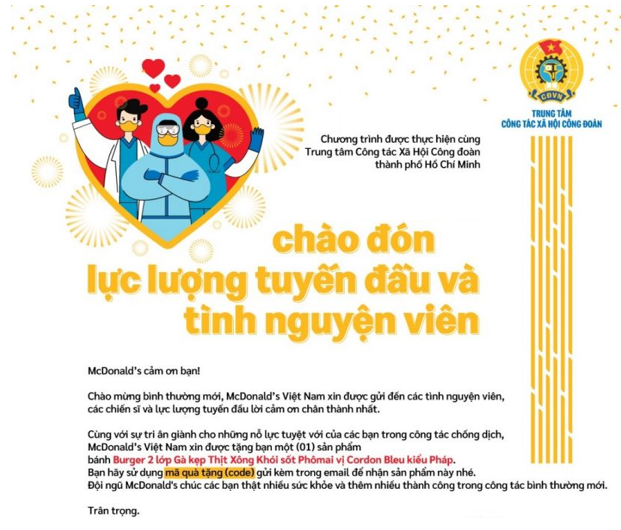 CĐVN
TRUNG TÂM
CÔNG TÁC XÃ HỘI CÔNG ĐOÀN
Chương trình được thực hiện cùng
Trung tâm Công tác Xã Hội Công đoàn
thành phố Hồ Chí Minh
chào đón
lực lượng tuyến đầu và
tình nguyện viên
McDonald's cảm ơn bạn!
Chào mừng bình thường mới, McDonald's Việt Nam xin được gửi đến các tình nguyện viên,
các chiến sĩ và lực lượng tuyến đầu lời cảm ơn chân thành nhất.
Cùng với sự tri ân giành cho những nỗ lực tuyệt vời của các bạn trong công tác chống dịch,
McDonald's Việt Nam xin được tặng bạn một (01) sản phẩm
bánh Burger 2 lớp Gà kẹp Thịt Xông Khói sốt Phômai vị Cordon Bleu kiểu Pháp.
Bạn hãy sử dụng mã quà tặng (code) gửi kèm trong email để nhận sản phẩm này nhé.
Đội ngũ McDonald's chúc các bạn thật nhiều sức khỏe và thêm nhiều thành công trong công tác bình thường mới.
Trân trọng.